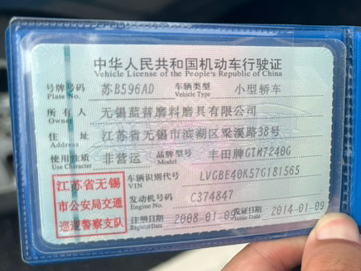 中华人民共和国机动车行驶证
Vehicle License of the People's Republic of China
号牌号码 苏B596AD 车辆类型 小型轿车
Plate No. Vehicle Type
所有人 无锡蓝普磨料磨具有限公司
Owner
住址 江苏省无锡市滨湖区梁溪路38号
Address
使用性质 非营运 品牌型号 丰田牌GTM7240G
Use Character Model
车辆识别代号 LVGBE40K57G181565
VIN
江苏省无锡
市公安局交通
巡逻警察支队
发动机号码 C374847
Engine No.
注册日期 2008-01-09 发证日期 2014-01-09